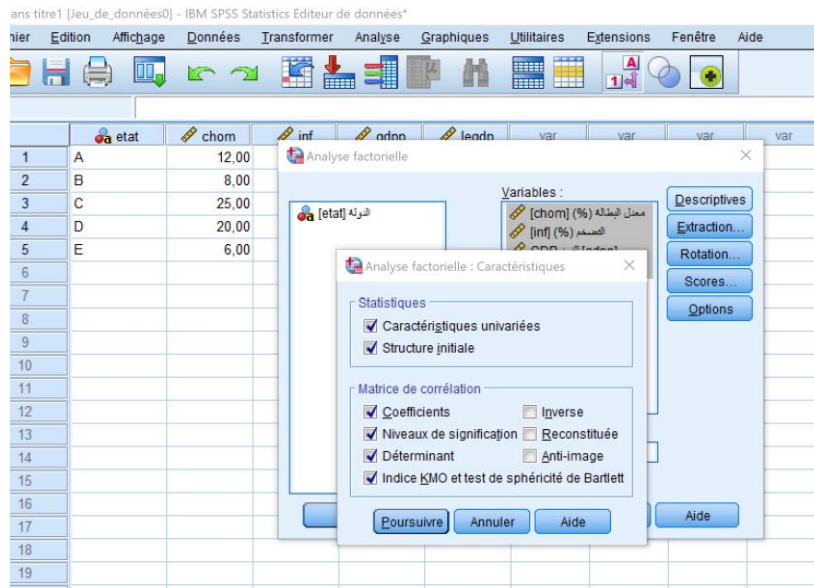 ans titre1 [Jeu_de_données0] - IBM SPSS Statistics Editeur de données*
hier Edition Affichage Données Transformer Analyse Graphiques Utilitaires Extensions Fenêtre Aide
etat chom inf gdpp legdp var var var var
1 A 12,00
2 B 8,00
3 C 25,00
4 D 20,00
5 E 6,00
6
7
8
9
10
11
12
13
14
15
16
17
18
19
Analyse factorielle
الدولة [etat]
Variables :
معدل البطالة (%) [chom]
التضخم (%) [inf]
Descriptives
Extraction...
Rotation...
Scores...
Options
Analyse factorielle : Caractéristiques
Statistiques
Caractéristiques univariées
Structure initiale
Matrice de corrélation
Coefficients Inverse
Niveaux de signification Reconstituée
Déterminant Anti-image
Indice KMO et test de sphéricité de Bartlett
Poursuivre Annuler Aide
Aide